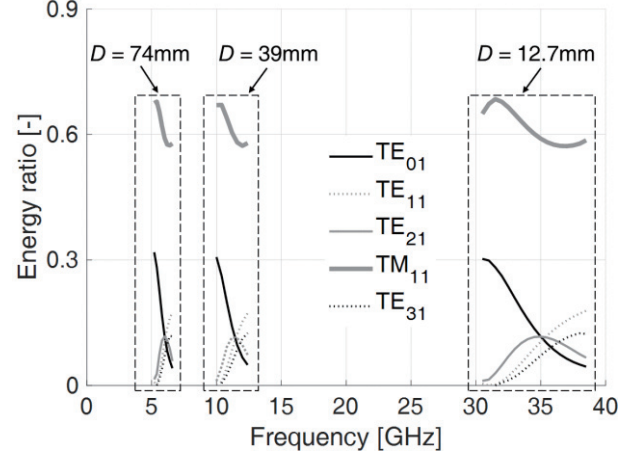 0.9
D = 74mm
D = 39mm
D = 12.7mm
0.6
0.3
0
Energy ratio [-]
TE01
TE11
TE21
TM11
TE31
0 5 10 15 20 25 30 35 40
Frequency [GHz]